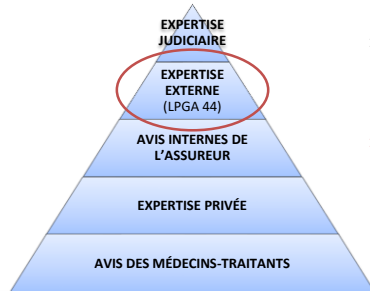 EXPERTISE
JUDICIAIRE
EXPERTISE
EXTERNE
(LPGA 44)
AVIS INTERNES DE
L'ASSUREUR
EXPERTISE PRIVÉE
AVIS DES MÉDECINS-TRAITANTS